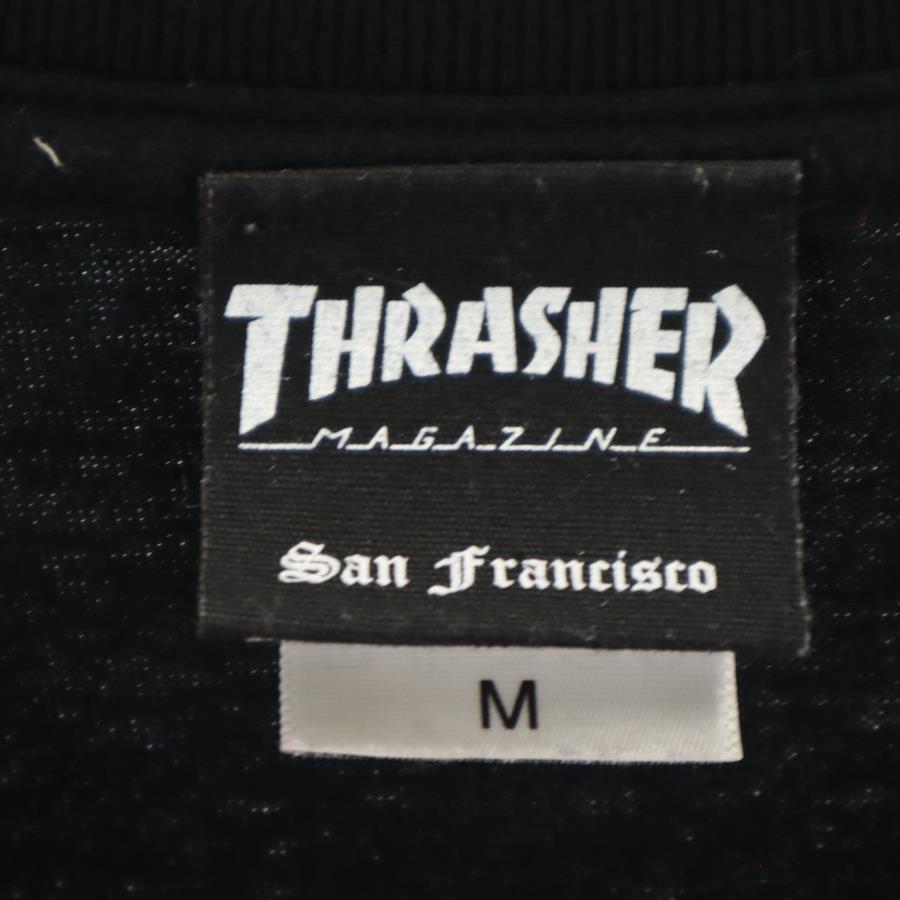 THRASHER
MAGAZINE
San Francisco
M